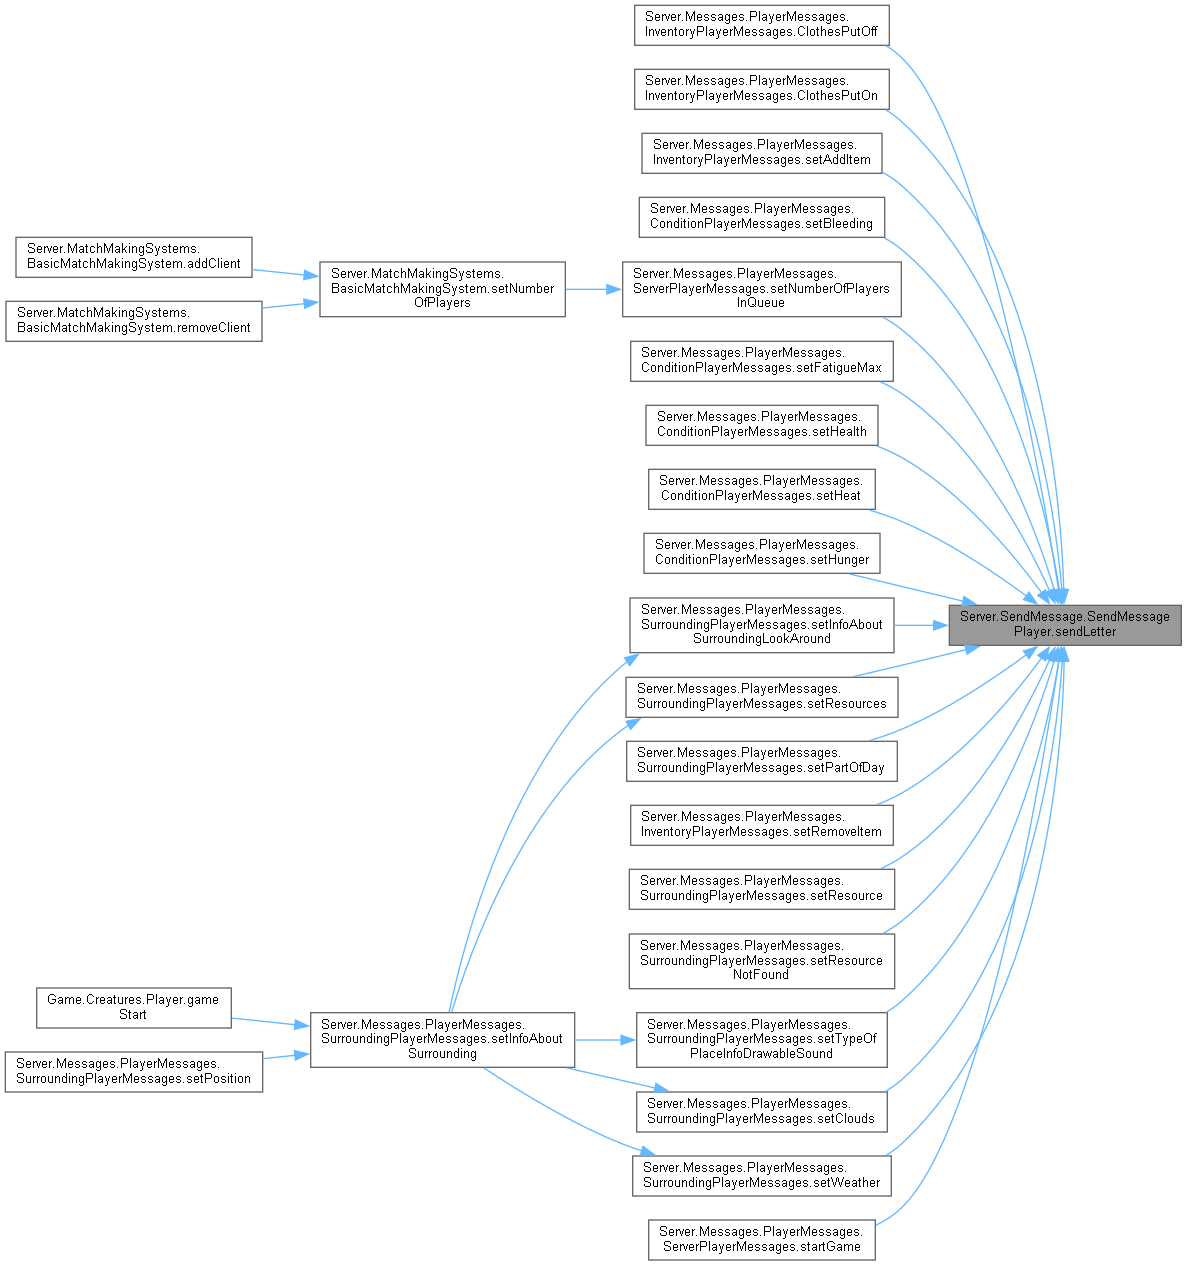 Server.Messages.PlayerMessages.
InventoryPlayerMessages.ClothesPutOff
Server.Messages.PlayerMessages.
InventoryPlayerMessages.ClothesPutOn
Server.Messages.PlayerMessages.
InventoryPlayerMessages.setAddItem
Server.Messages.PlayerMessages.
ConditionPlayerMessages.setBleeding
Server.MatchMakingSystems.
BasicMatchMakingSystem.addClient
Server.MatchMakingSystems.
BasicMatchMakingSystem.removeClient
Server.MatchMakingSystems.
BasicMatchMakingSystem.setNumber
OfPlayers
Server.Messages.PlayerMessages.
ServerPlayerMessages.setNumberOfPlayers
InQueue
Server.Messages.PlayerMessages.
ConditionPlayerMessages.setFatigueMax
Server.Messages.PlayerMessages.
ConditionPlayerMessages.setHealth
Server.Messages.PlayerMessages.
ConditionPlayerMessages.setHeat
Server.Messages.PlayerMessages.
ConditionPlayerMessages.setHunger
Server.Messages.PlayerMessages.
SurroundingPlayerMessages.setInfoAbout
SurroundingLookAround
Server.SendMessage.SendMessage
Player.sendLetter
Server.Messages.PlayerMessages.
SurroundingPlayerMessages.setResources
Server.Messages.PlayerMessages.
SurroundingPlayerMessages.setPartOfDay
Server.Messages.PlayerMessages.
InventoryPlayerMessages.setRemoveItem
Server.Messages.PlayerMessages.
SurroundingPlayerMessages.setResource
Server.Messages.PlayerMessages.
SurroundingPlayerMessages.setResource
NotFound
Game.Creatures.Player.game
Start
Server.Messages.PlayerMessages.
SurroundingPlayerMessages.setPosition
Server.Messages.PlayerMessages.
SurroundingPlayerMessages.setInfoAbout
Surrounding
Server.Messages.PlayerMessages.
SurroundingPlayerMessages.setTypeOf
PlaceInfoDrawableSound
Server.Messages.PlayerMessages.
SurroundingPlayerMessages.setClouds
Server.Messages.PlayerMessages.
SurroundingPlayerMessages.setWeather
Server.Messages.PlayerMessages.
ServerPlayerMessages.startGame